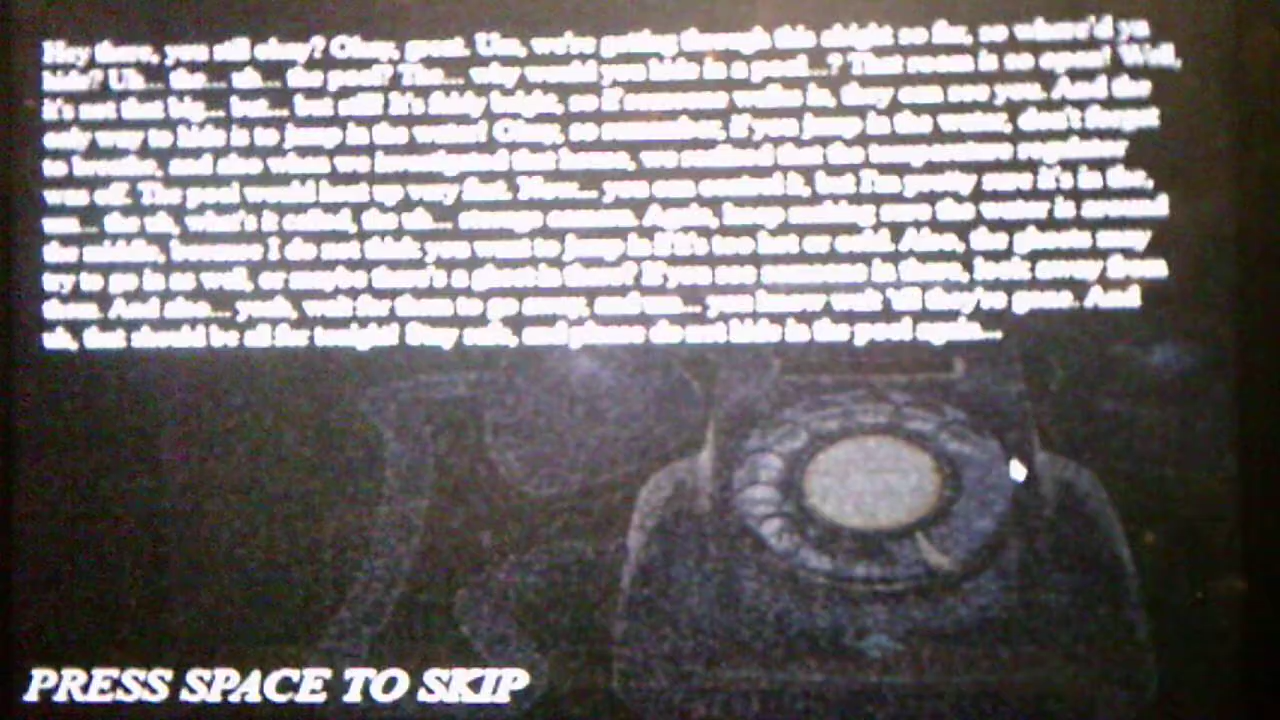 Hey there, you still okay? Okay, great. Um, we're getting through this night so far, so where'd ya
hide? Uh... the... uh... the pool? The... why would you hide in a pool...? That room is so open! Well,
it's not that big... but... but still! It's fairly bright, so if someone walks in, they can see you. And the
only way to hide is to jump in the water! Okay, so remember, if you jump in the water, don't forget
to breathe, and also when we investigated the house, we noticed that the temperature regulator
was off. The pool would heat up very fast. Now... you can control it, but I'm pretty sure it's in the,
um... the uh, what's it called, the uh... storage room. Again, keep making sure the water is around
the middle, because I do not think you want to jump in if it's too hot or cold. Also, the ghosts may
try to go in as well, or maybe there's a ghost in there? If you see someone in there, look away from
them. And the... yeah, wait for them to go away, and um... you know wait 'till they're gone. And
uh, that should be all for tonight! Stay safe, and please do not hide in the pool again...
PRESS SPACE TO SKIP